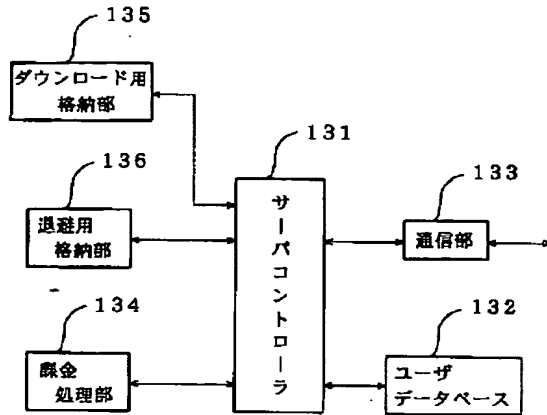 135
ダウンロード用
格納部
136
退避用
格納部
134
課金
処理部
131
サーバコントローラ
133
通信部
132
ユーザ
データベース